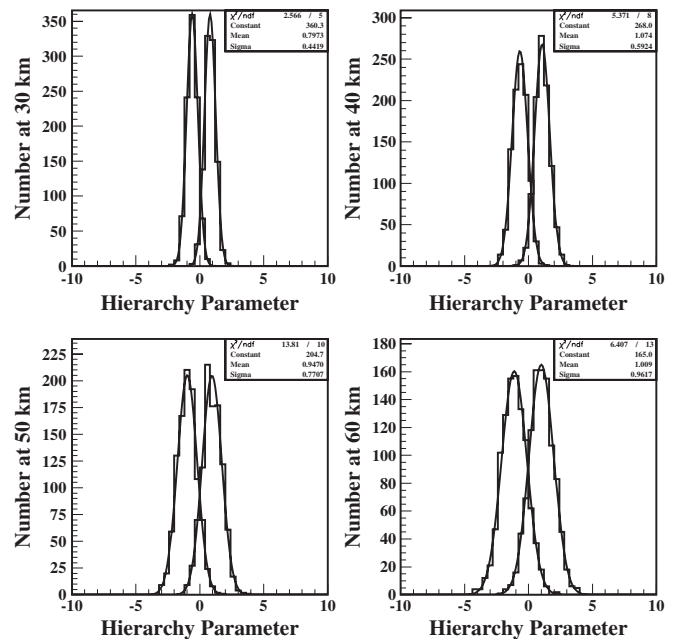 Number at 30 km
350
300
250
200
150
100
50
0
χ²/ndf 2.566 / 5
Constant 360.3
Mean 0.7973
Sigma 0.4419
-10 -5 0 5 10
Hierarchy Parameter
Number at 40 km
300
250
200
150
100
50
0
χ²/ndf 5.371 / 8
Constant 268.0
Mean 1.074
Sigma 0.5924
-10 -5 0 5 10
Hierarchy Parameter
Number at 50 km
225
200
175
150
125
100
75
50
25
0
χ²/ndf 13.81 / 10
Constant 204.7
Mean 0.9470
Sigma 0.7707
-10 -5 0 5 10
Hierarchy Parameter
Number at 60 km
180
160
140
120
100
80
60
40
20
0
χ²/ndf 6.407 / 13
Constant 165.0
Mean 1.009
Sigma 0.9617
-10 -5 0 5 10
Hierarchy Parameter